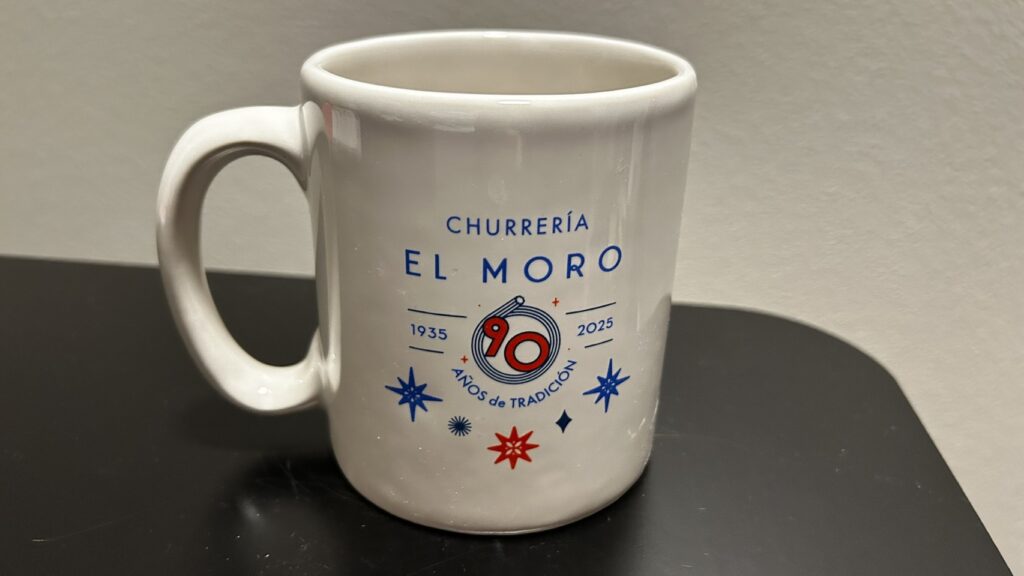 CHURRERÍA
EL MORO
1935
90
2025
AÑOS de TRADICIÓN